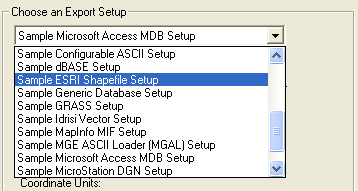 Choose an Export Setup
Sample Microsoft Access MDB Setup
Sample Configurable ASCII Setup
Sample dBASE Setup
Sample ESRI Shapefile Setup
Sample Generic Database Setup
Sample GRASS Setup
Sample Idrisi Vector Setup
Sample MapInfo MIF Setup
Sample MGE ASCII Loader (MGAL) Setup
Sample Microsoft Access MDB Setup
Sample MicroStation DGN Setup
Coordinate Units: